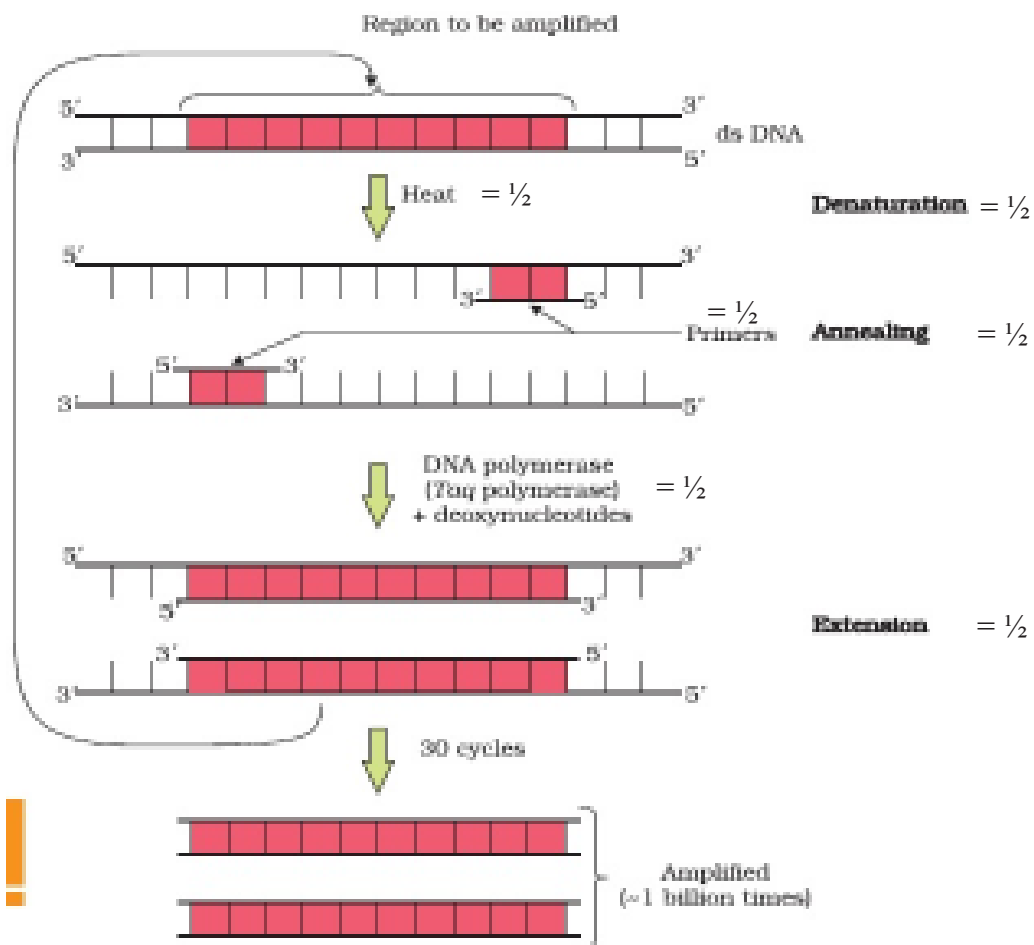 Region to be amplified
5′ 3′
ds DNA
3′ 5′
Heat = ½
Denaturation = ½
5′ 3′
3′ 5′
= ½
Primers Annealing = ½
5′ 3′
3′ 5′
DNA polymerase
(Taq polymerase) = ½
+ deoxynucleotides
5′ 3′
5′ 3′
Extension = ½
3′ 5′
3′ 5′
30 cycles
Amplified
(~1 billion times)